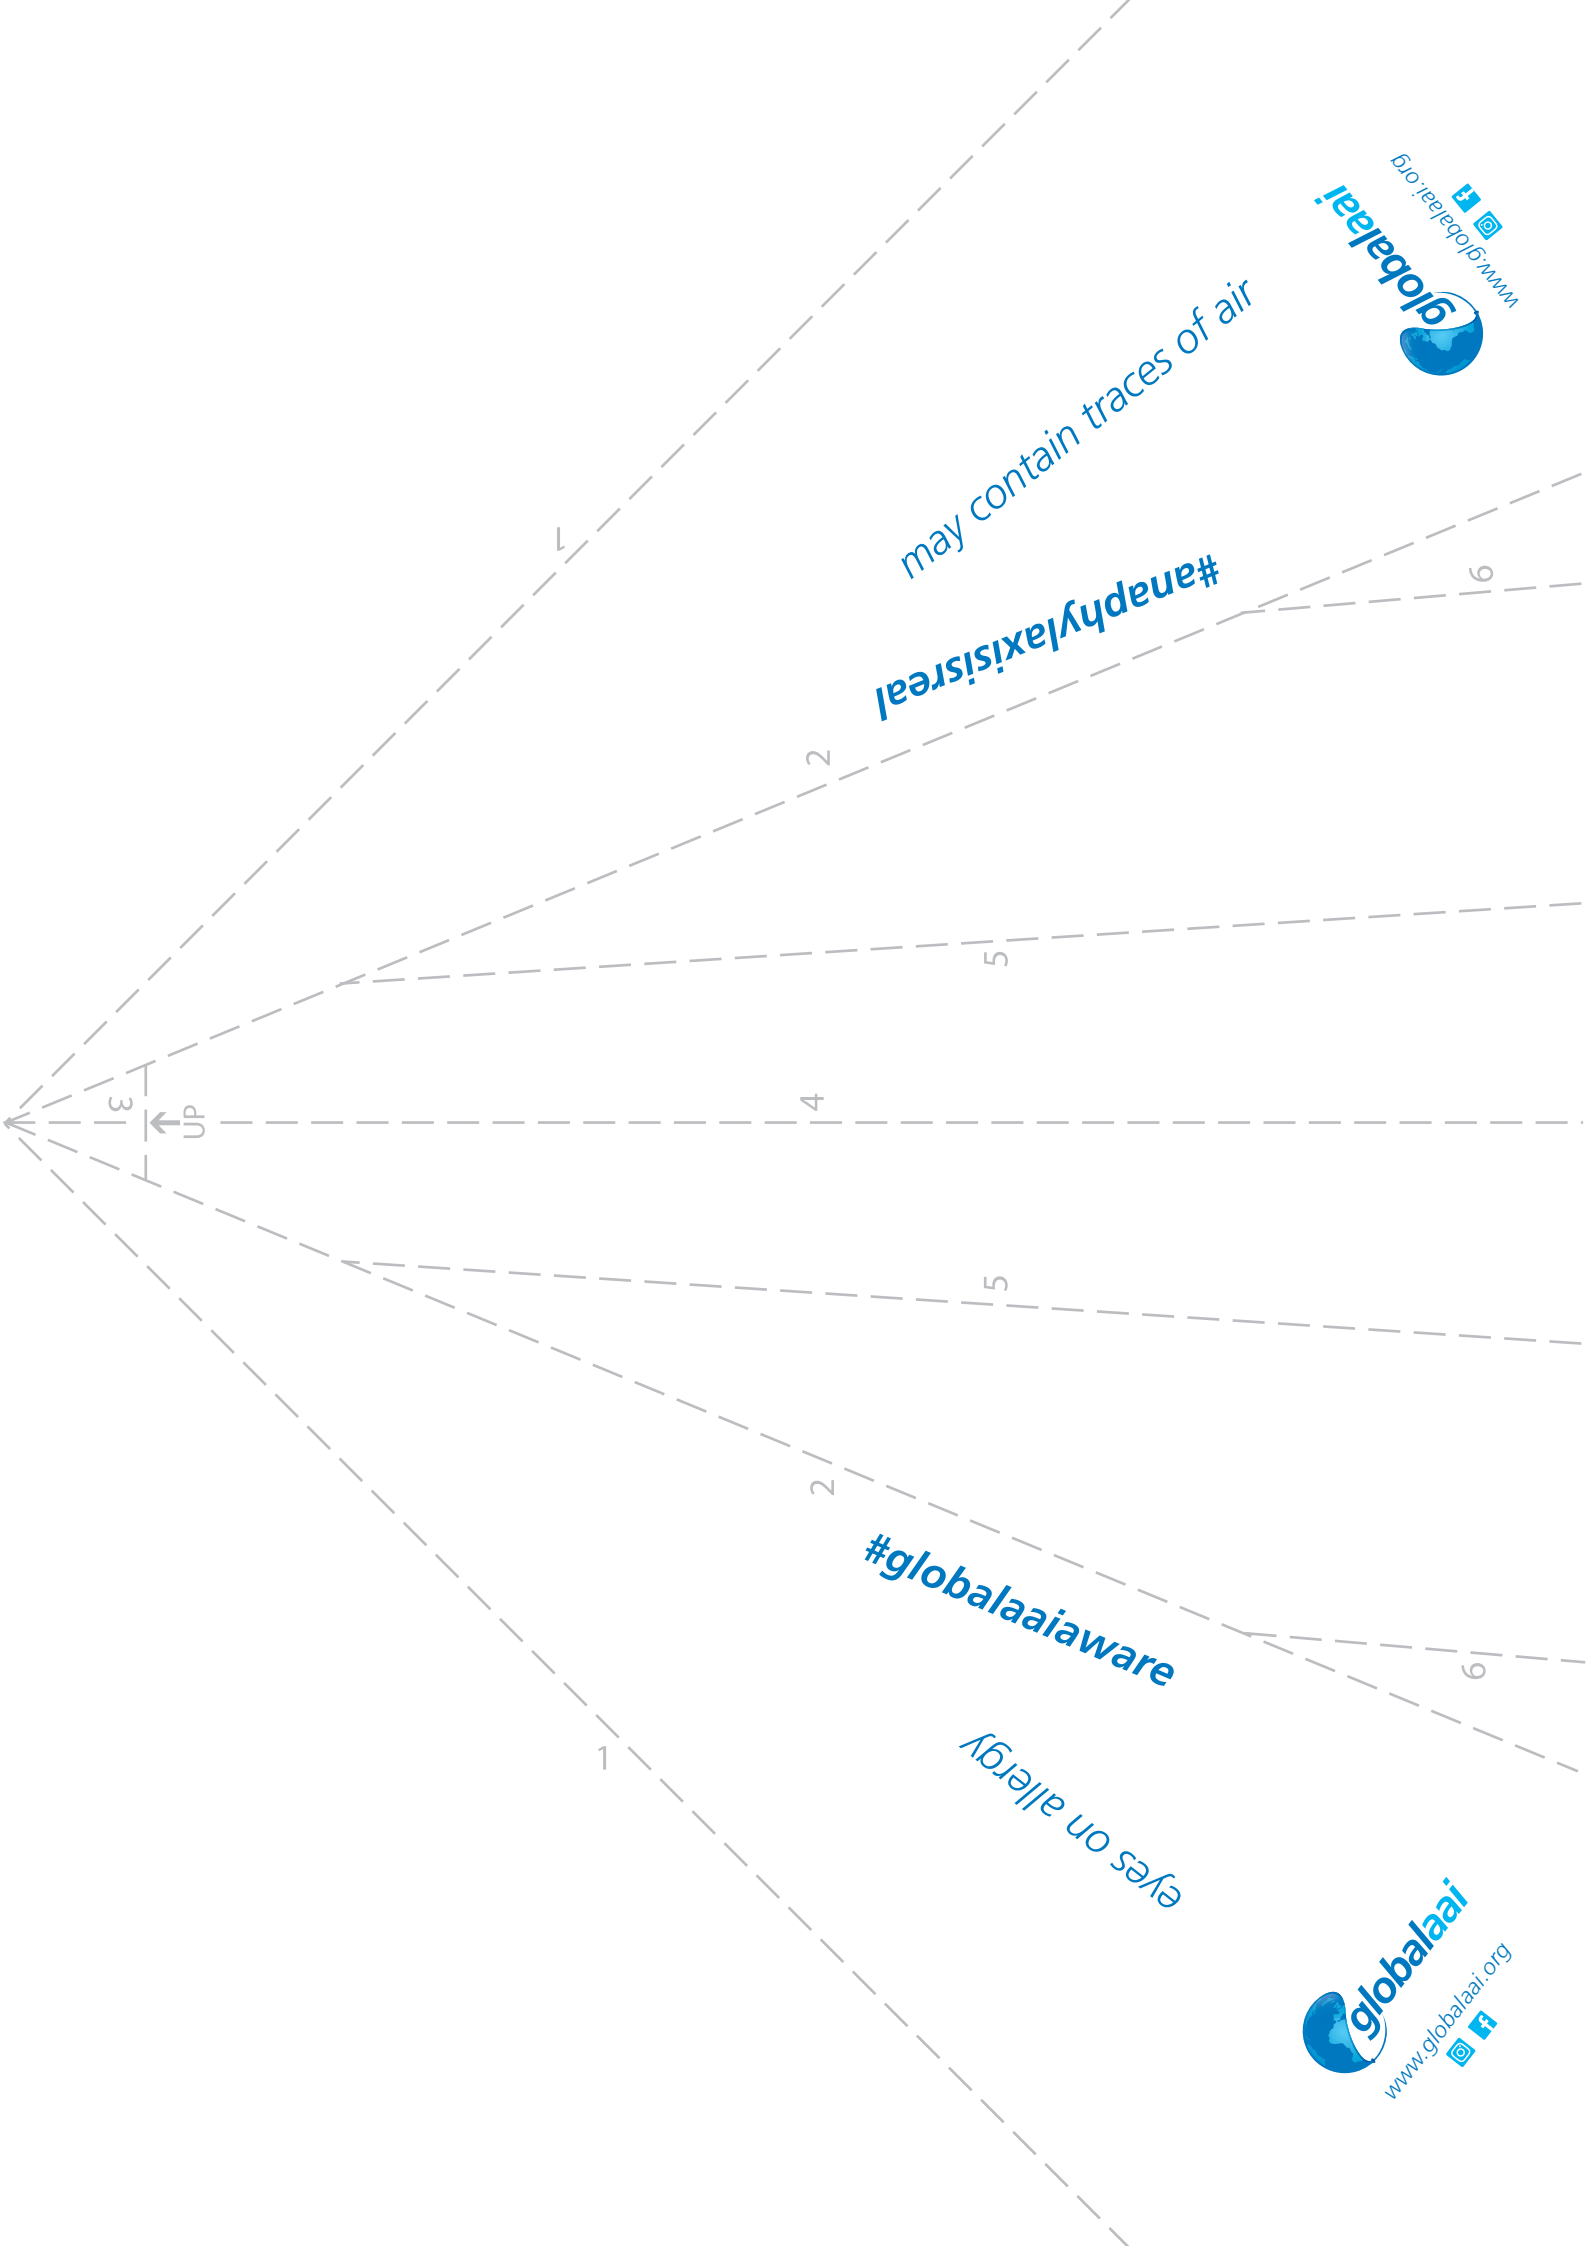 www.globalaai.org
globalaai
may contain traces of air
1
#anaphylaxisisreal
6
2
5
3
UP
4
5
2
#globalaaiaware
6
1
eyes on allergy
globalaai
www.globalaai.org